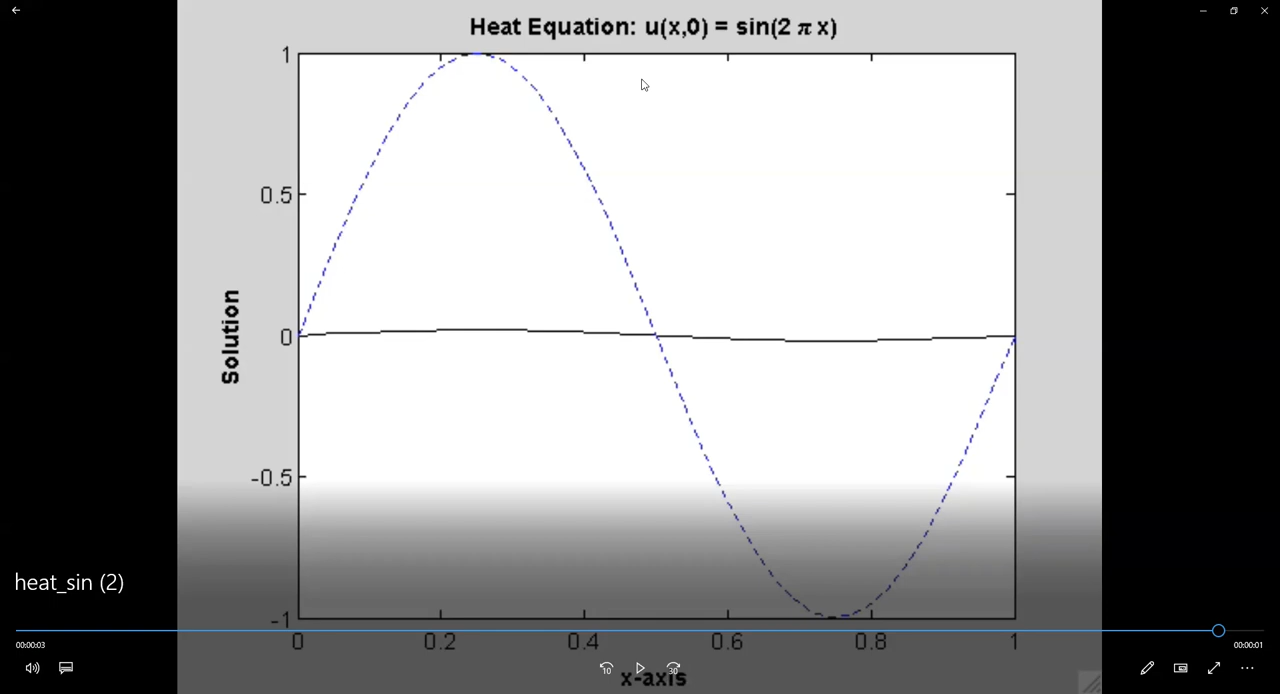 Heat Equation: u(x,0) = sin(2 π x)
1
0.5
Solution
0
-0.5
heat_sin (2)
-1
0 0.2 0.4 0.6 0.8 1
00:00:03 00:00:01
10 30
x-axis